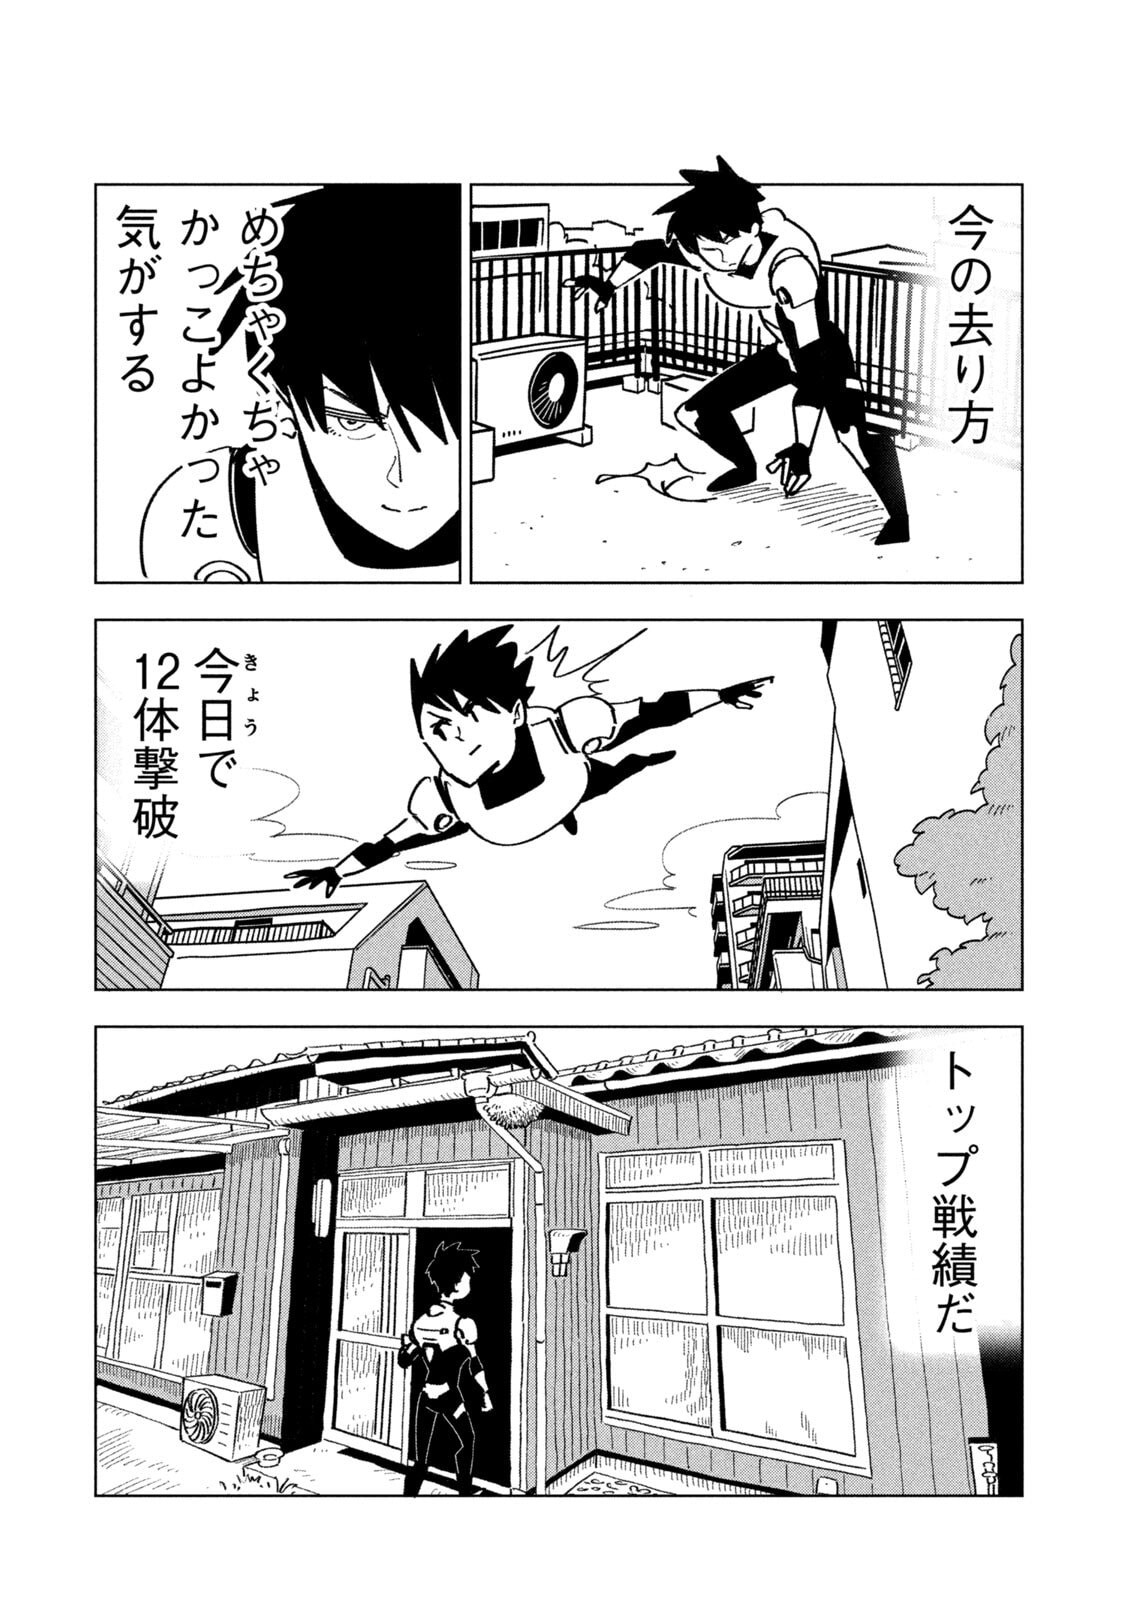 今の去り方
めちゃくちゃ
かっこよかった
気がする
今日で
きょう
12体撃破
トップ戦績だ